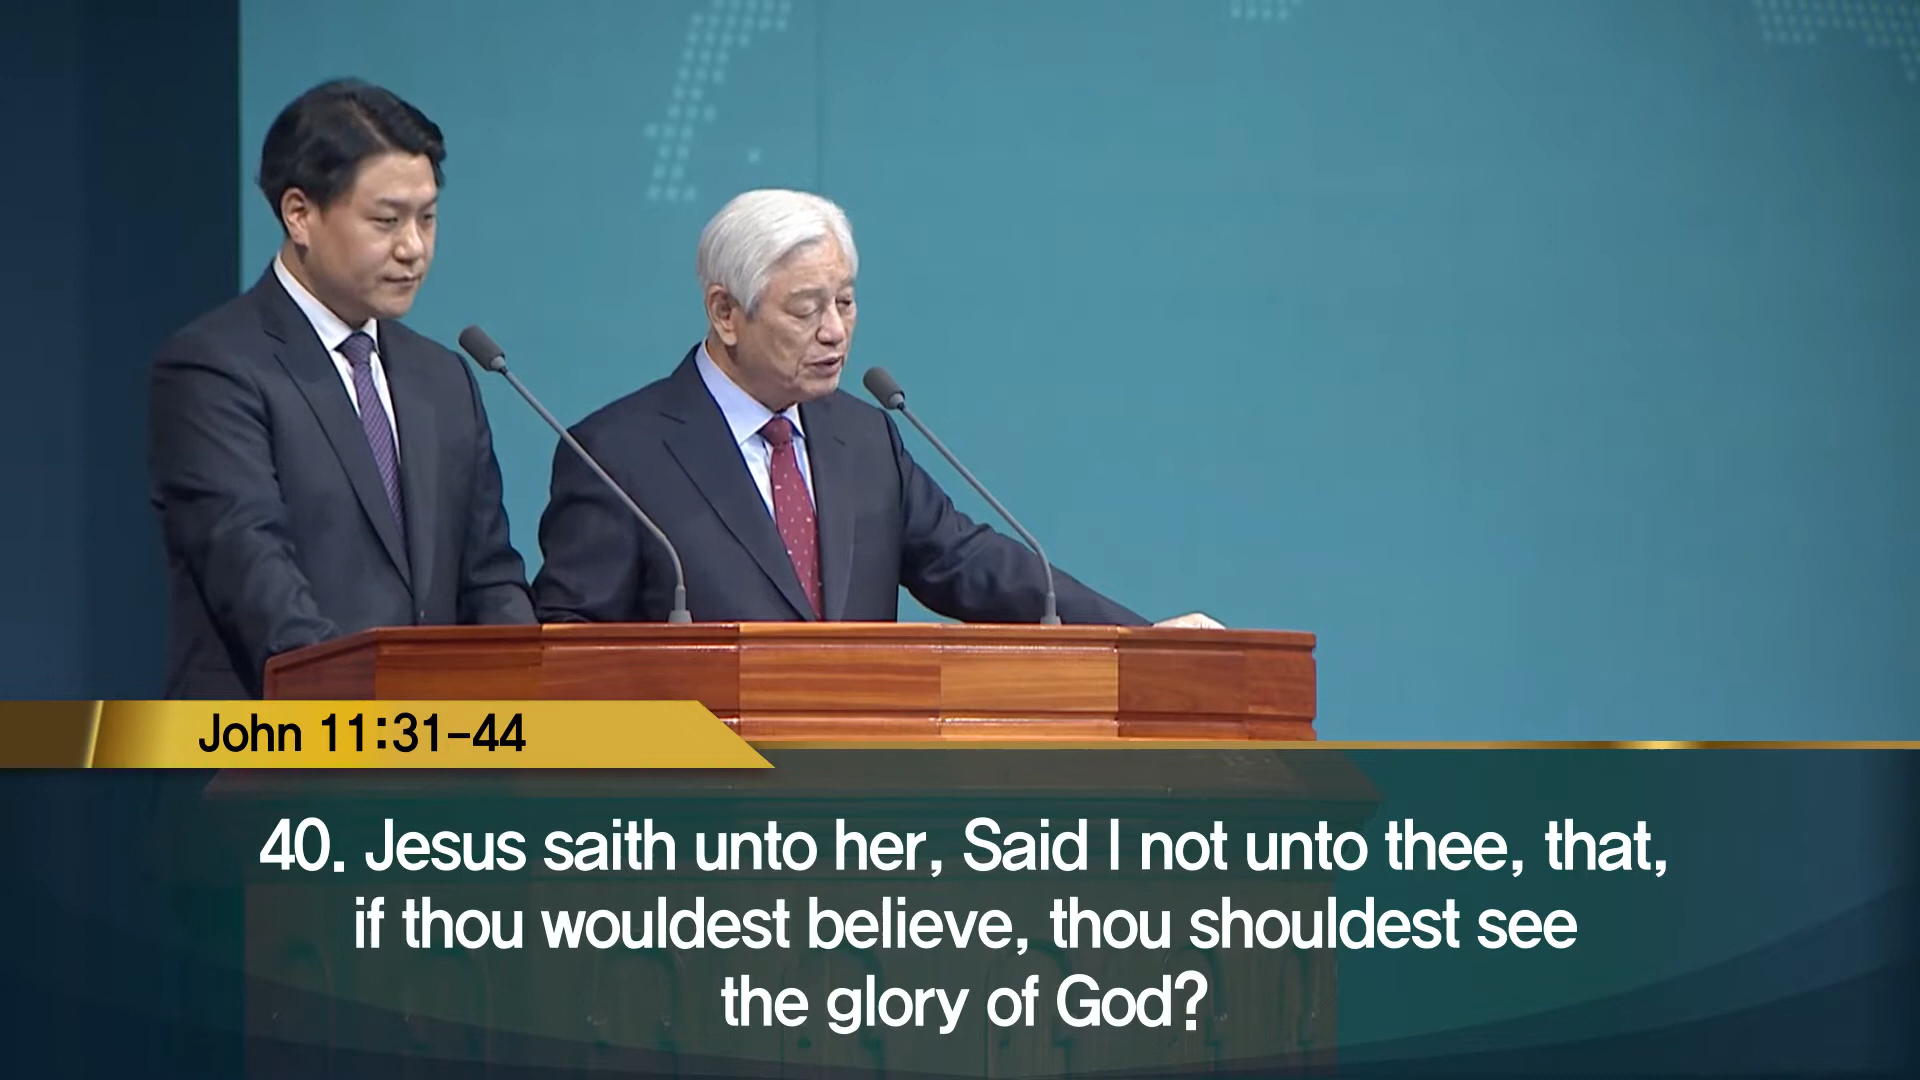 John 11:31-44
40. Jesus saith unto her, Said I not unto thee, that,
if thou wouldest believe, thou shouldest see
the glory of God?